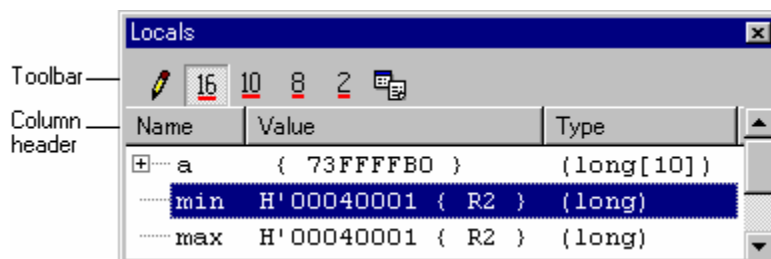 Locals
Toolbar
16 10 8 2
Column header
Name Value Type
a { 73FFFFB0 } (long[10])
min H'00040001 { R2 } (long)
max H'00040001 { R2 } (long)